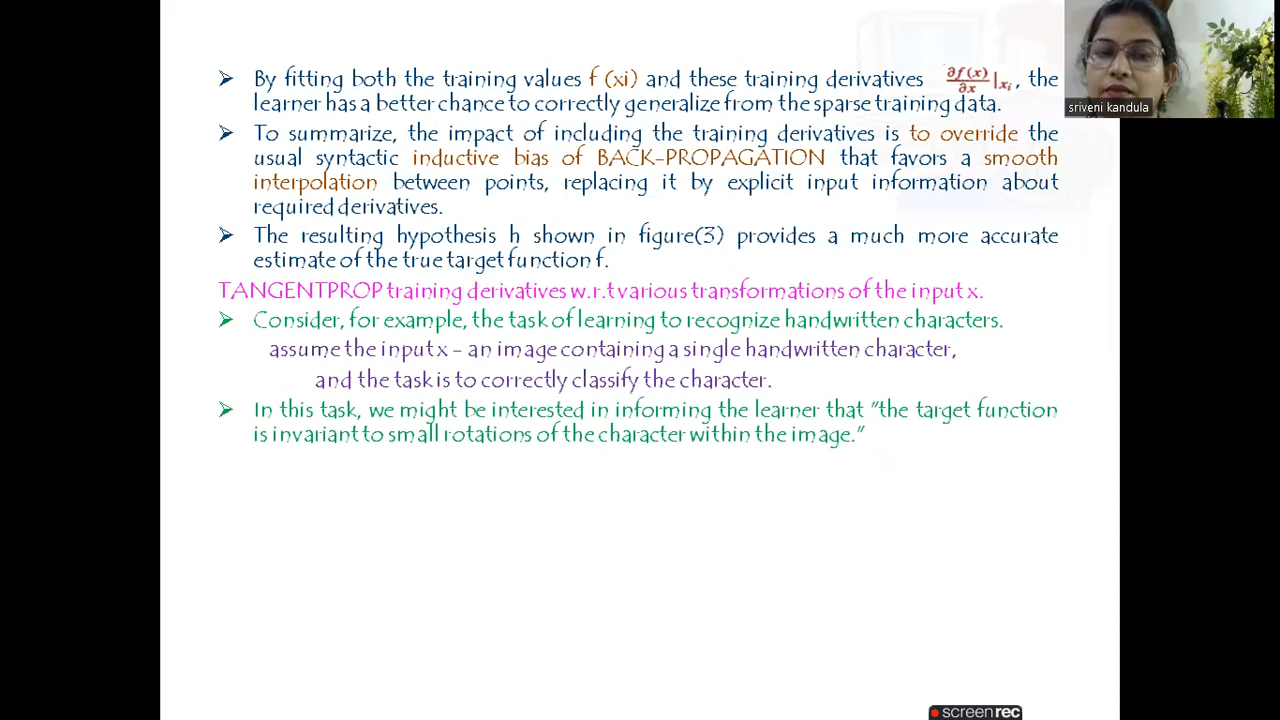 ➢ By fitting both the training values f (xi) and these training derivatives ∂f(x)/∂x|xi, the
learner has a better chance to correctly generalize from the sparse training data.
➢ To summarize, the impact of including the training derivatives is to override the
usual syntactic inductive bias of BACK-PROPAGATION that favors a smooth
interpolation between points, replacing it by explicit input information about
required derivatives.
➢ The resulting hypothesis h shown in figure(3) provides a much more accurate
estimate of the true target function f.
TANGENTPROP training derivatives w.r.t various transformations of the input x.
➢ Consider, for example, the task of learning to recognize handwritten characters.
assume the input x – an image containing a single handwritten character,
and the task is to correctly classify the character.
➢ In this task, we might be interested in informing the learner that "the target function
is invariant to small rotations of the character within the image."
sriveni kandula
screenrec